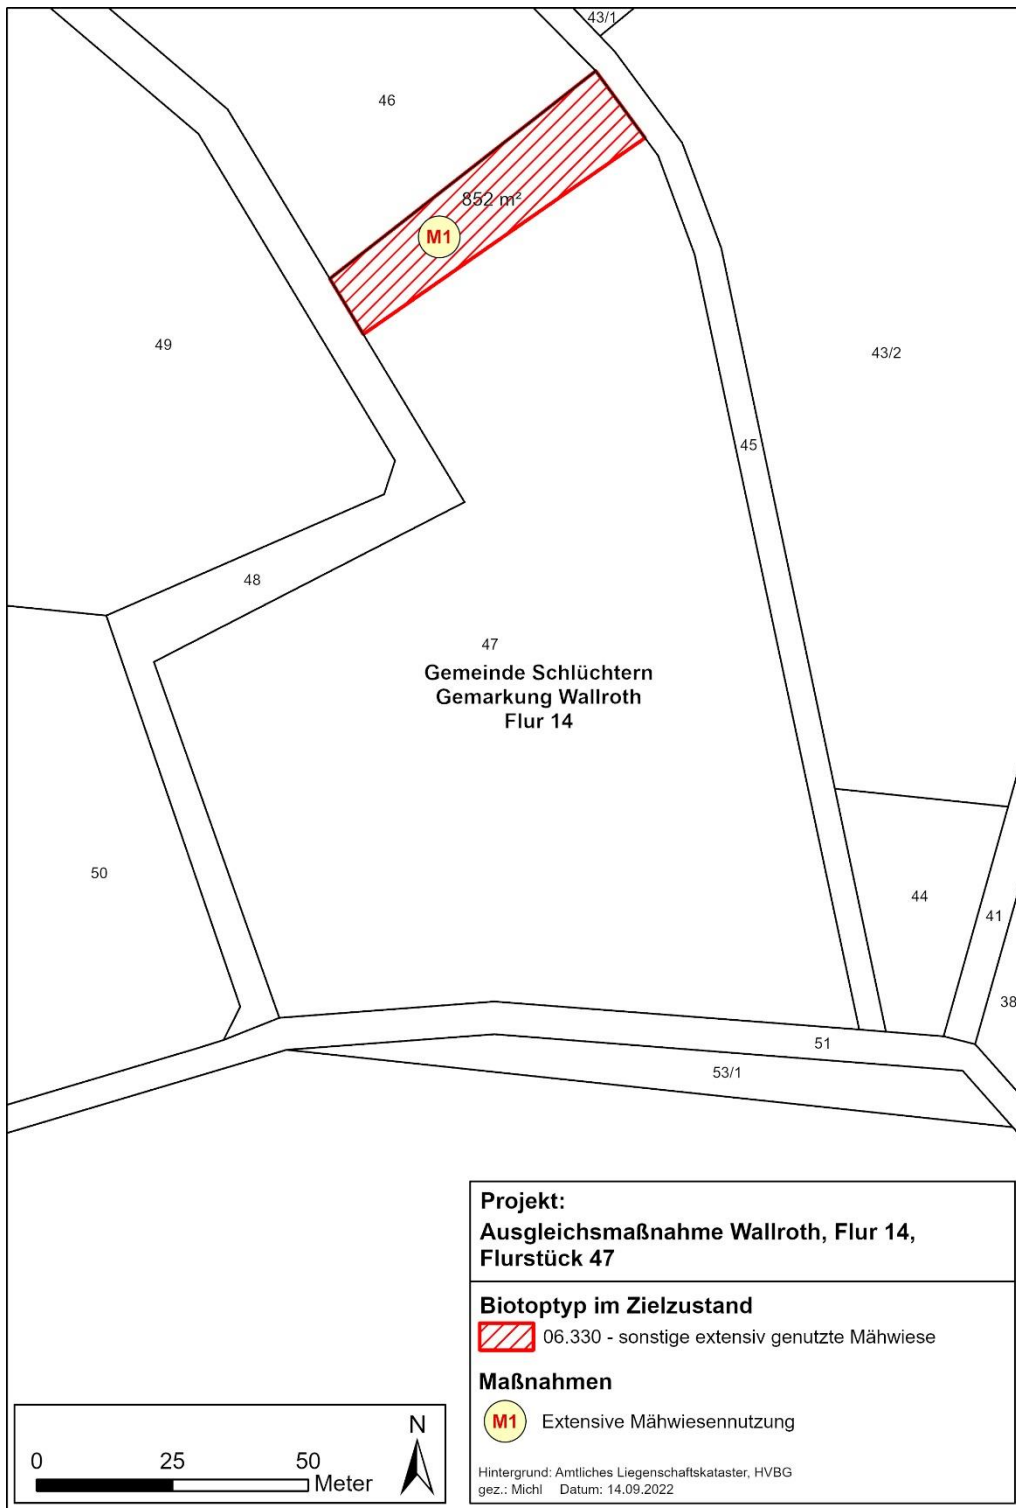 43/1
46
852 m²
M1
49
43/2
45
48
47
Gemeinde Schlüchtern
Gemarkung Wallroth
Flur 14
50
44
41
38
51
53/1
Projekt:
Ausgleichsmaßnahme Wallroth, Flur 14,
Flurstück 47
Biotoptyp im Zielzustand
06.330 - sonstige extensiv genutzte Mähwiese
Maßnahmen
M1 Extensive Mähwiesennutzung
Hintergrund: Amtliches Liegenschaftskataster, HVBG
gez.: Michl Datum: 14.09.2022
N
0 25 50
Meter